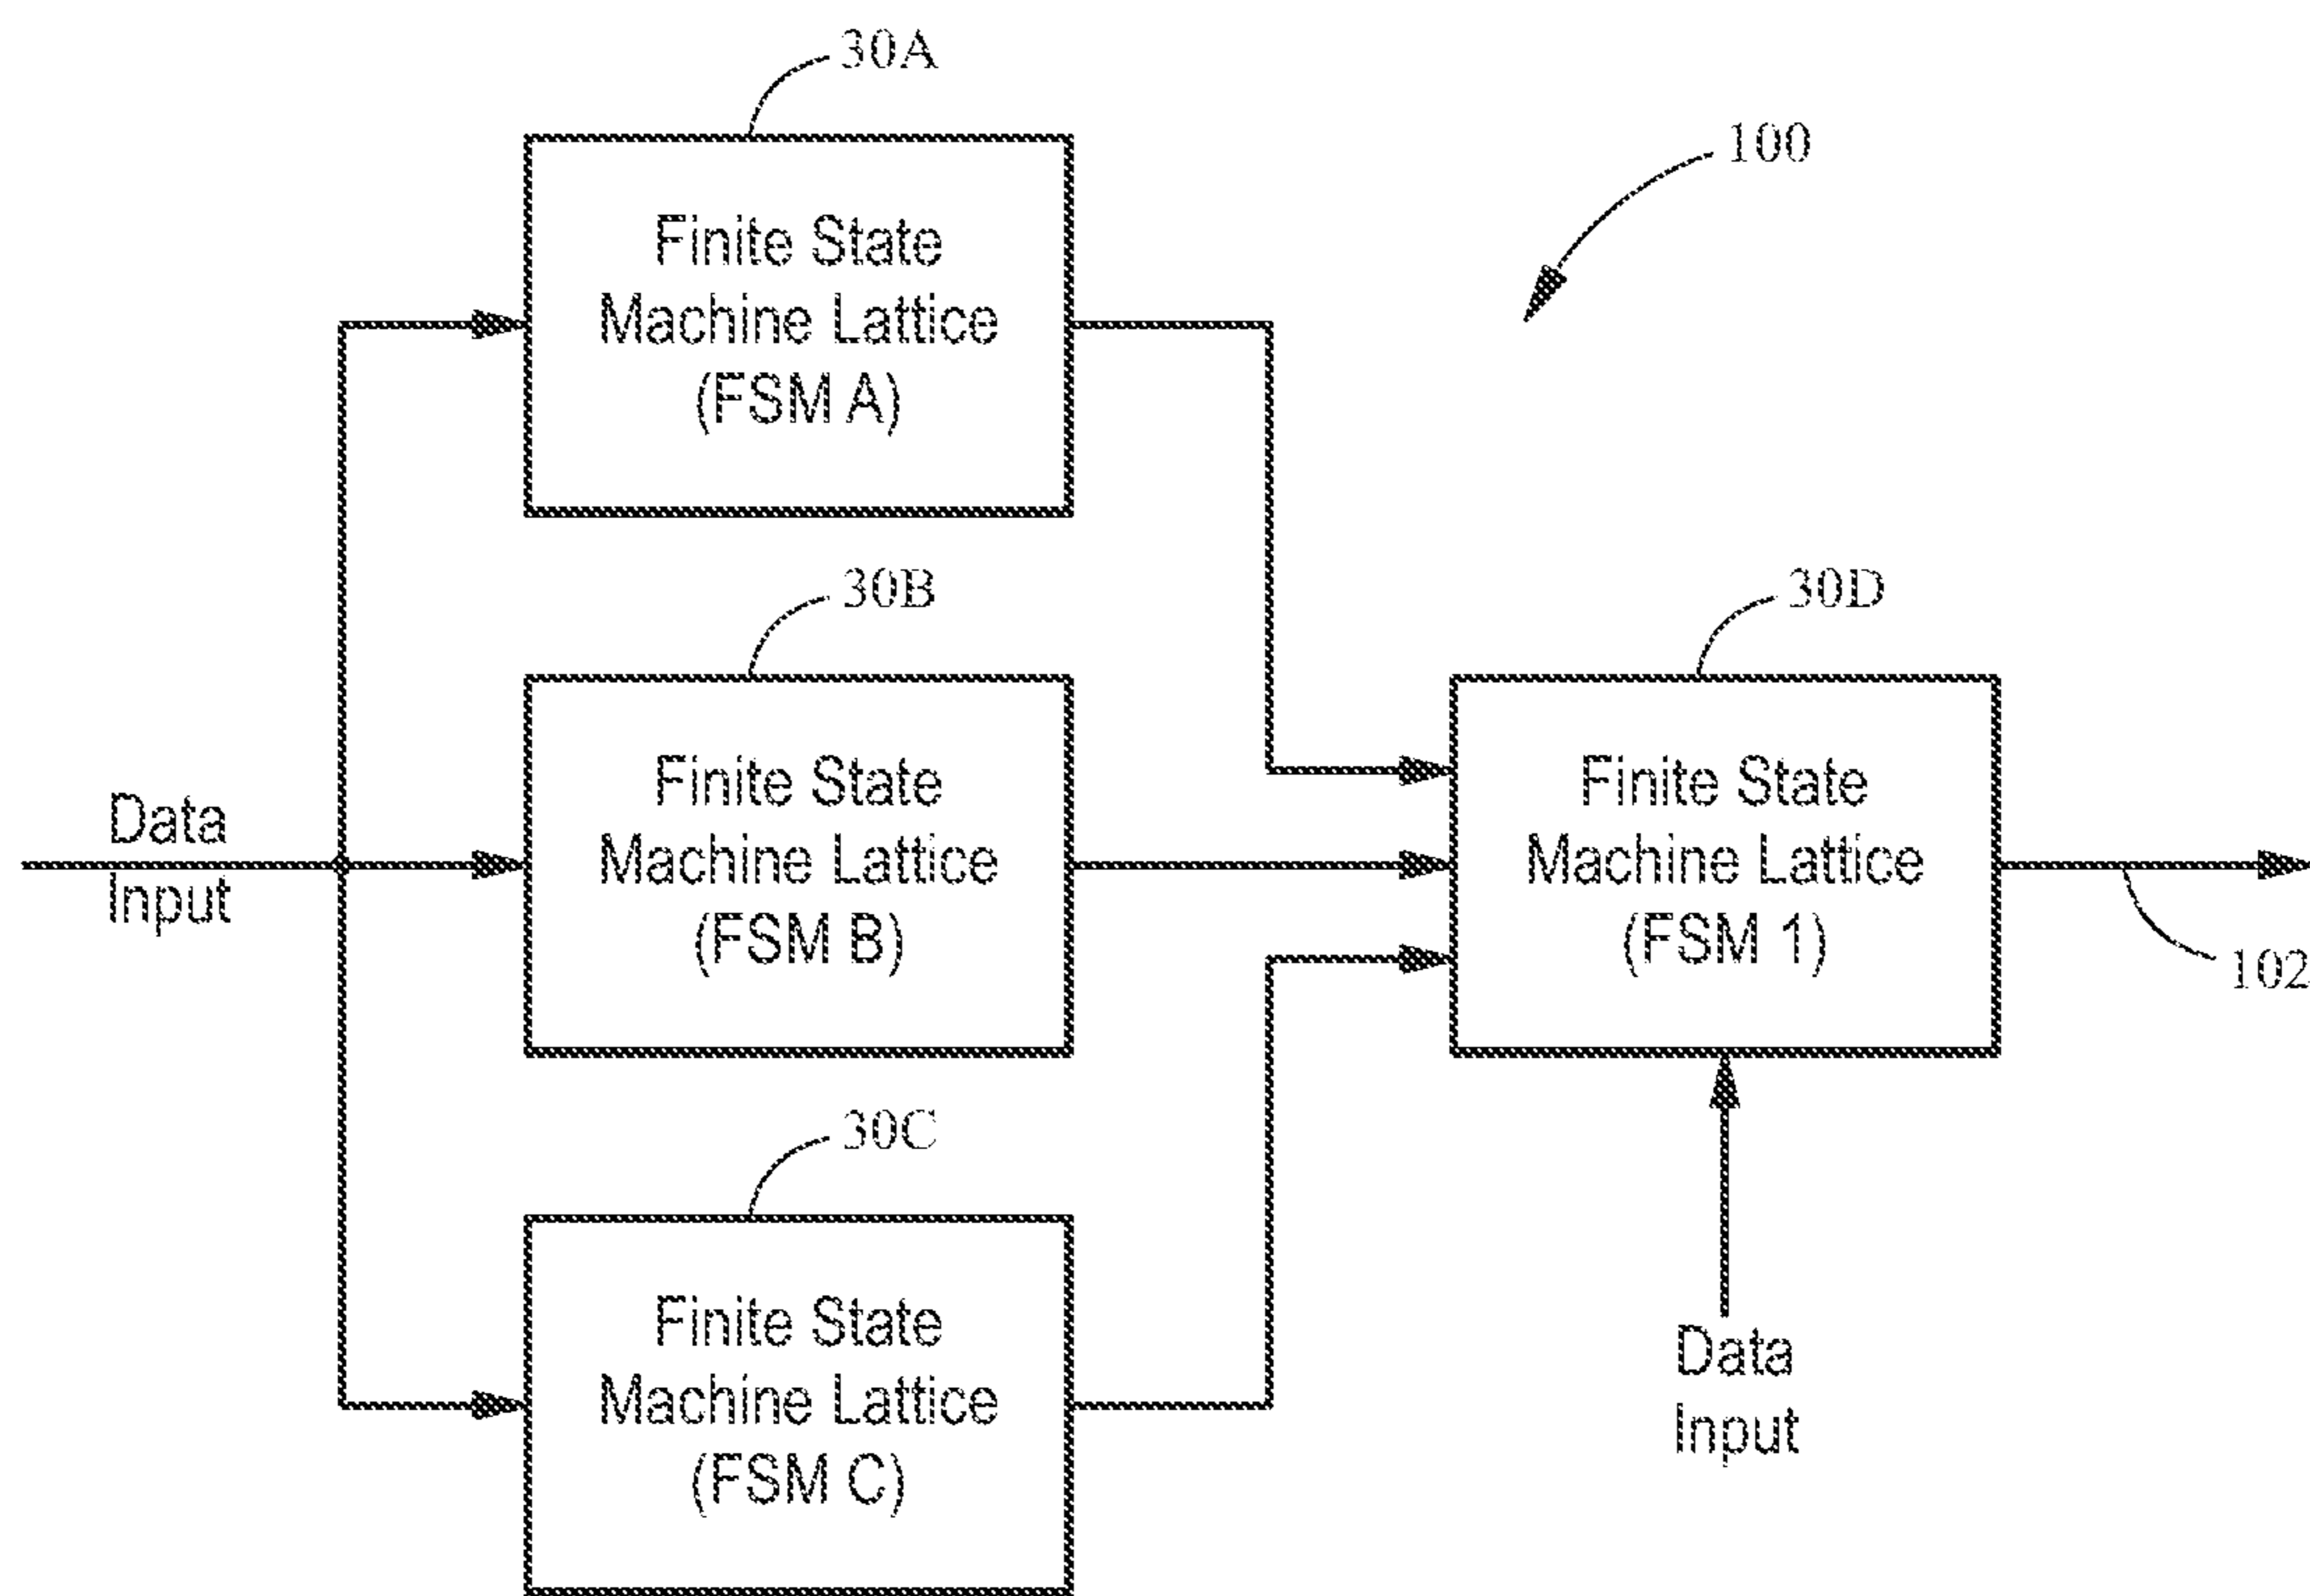 30A
100
Finite State
Machine Lattice
(FSM A)
30B
30D
Finite State
Machine Lattice
(FSM B)
Finite State
Machine Lattice
(FSM 1)
Data
Input
102
30C
Finite State
Machine Lattice
(FSM C)
Data
Input